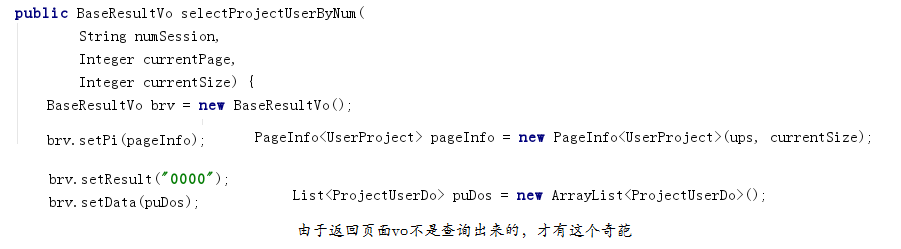 public BaseResultVo selectProjectUserByNum(
String numSession,
Integer currentPage,
Integer currentSize) {
BaseResultVo brv = new BaseResultVo();
brv.setPi(pageInfo); PageInfo<UserProject> pageInfo = new PageInfo<UserProject>(ups, currentSize);
brv.setResult("0000");
brv.setData(puDos); List<ProjectUserDo> puDos = new ArrayList<ProjectUserDo>();
由于返回页面vo不是查询出来的，才有这个奇葩